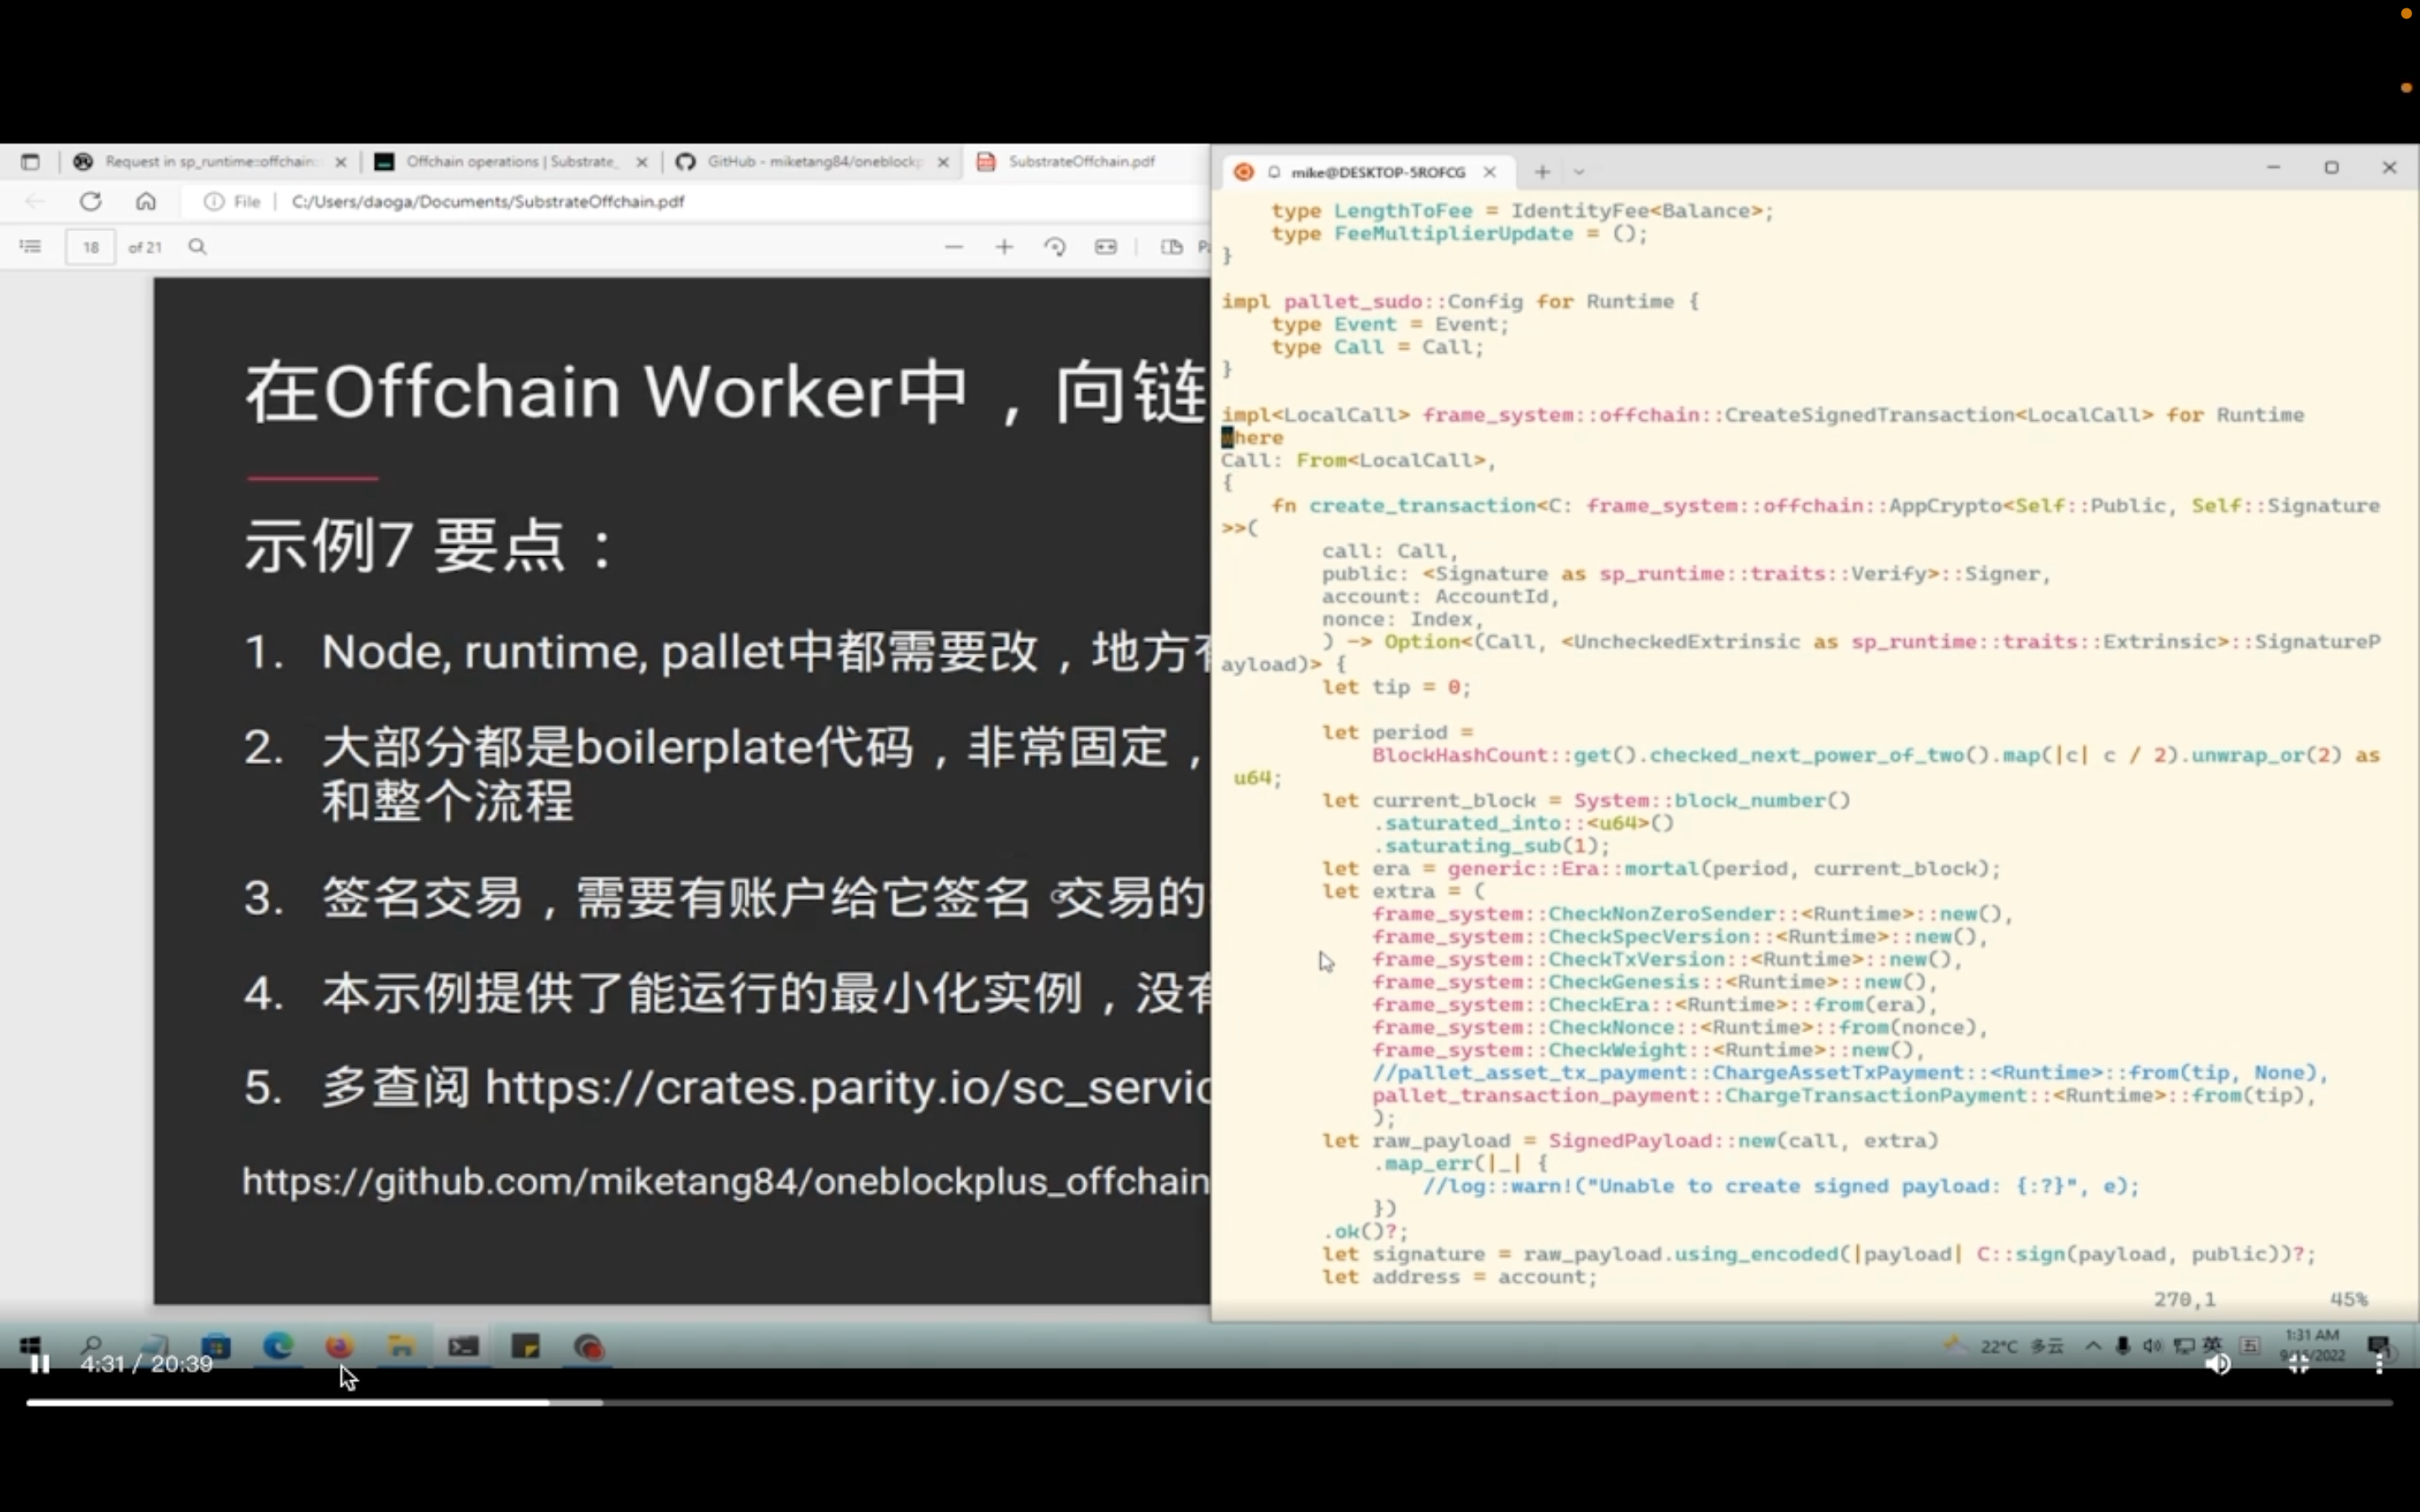 Request in sp_runtime::offchain:
Offchain operations | Substrate_
GitHub - miketang84/oneblockp
SubstrateOffchain.pdf
File
C:/Users/daoga/Documents/SubstrateOffchain.pdf
18 of 21
在Offchain Worker中，向链
示例7 要点：
1. Node, runtime, pallet中都需要改，地方
2. 大部分都是boilerplate代码，非常固定，
和整个流程
3. 签名交易，需要有账户给它签名 交易的
4. 本示例提供了能运行的最小化实例，没
5. 多查阅 https://crates.parity.io/sc_servic
https://github.com/miketang84/oneblockplus_offchain
mike@DESKTOP-5ROFCG
type LengthToFee = IdentityFee<Balance>;
type FeeMultiplierUpdate = ();
}
impl pallet_sudo::Config for Runtime {
type Event = Event;
type Call = Call;
}
impl<LocalCall> frame_system::offchain::CreateSignedTransaction<LocalCall> for Runtime
where
Call: From<LocalCall>,
{
fn create_transaction<C: frame_system::offchain::AppCrypto<Self::Public, Self::Signature
>>(
call: Call,
public: <Signature as sp_runtime::traits::Verify>::Signer,
account: AccountId,
nonce: Index,
) -> Option<(Call, <UncheckedExtrinsic as sp_runtime::traits::Extrinsic>::SignatureP
ayload)> {
let tip = 0;
let period =
BlockHashCount::get().checked_next_power_of_two().map(|c| c / 2).unwrap_or(2) as
u64;
let current_block = System::block_number()
.saturated_into::<u64>()
.saturating_sub(1);
let era = generic::Era::mortal(period, current_block);
let extra = (
frame_system::CheckNonZeroSender::<Runtime>::new(),
frame_system::CheckSpecVersion::<Runtime>::new(),
frame_system::CheckTxVersion::<Runtime>::new(),
frame_system::CheckGenesis::<Runtime>::new(),
frame_system::CheckEra::<Runtime>::from(era),
frame_system::CheckNonce::<Runtime>::from(nonce),
frame_system::CheckWeight::<Runtime>::new(),
//pallet_asset_tx_payment::ChargeAssetTxPayment::<Runtime>::from(tip, None),
pallet_transaction_payment::ChargeTransactionPayment::<Runtime>::from(tip),
);
let raw_payload = SignedPayload::new(call, extra)
.map_err(|_| {
//log::warn!("Unable to create signed payload: {:?}", e);
})
.ok()?;
let signature = raw_payload.using_encoded(|payload| C::sign(payload, public))?;
let address = account;
270,1 45%
22°C 多云
英
五
1:31 AM
9/15/2022
4:31 / 20:39